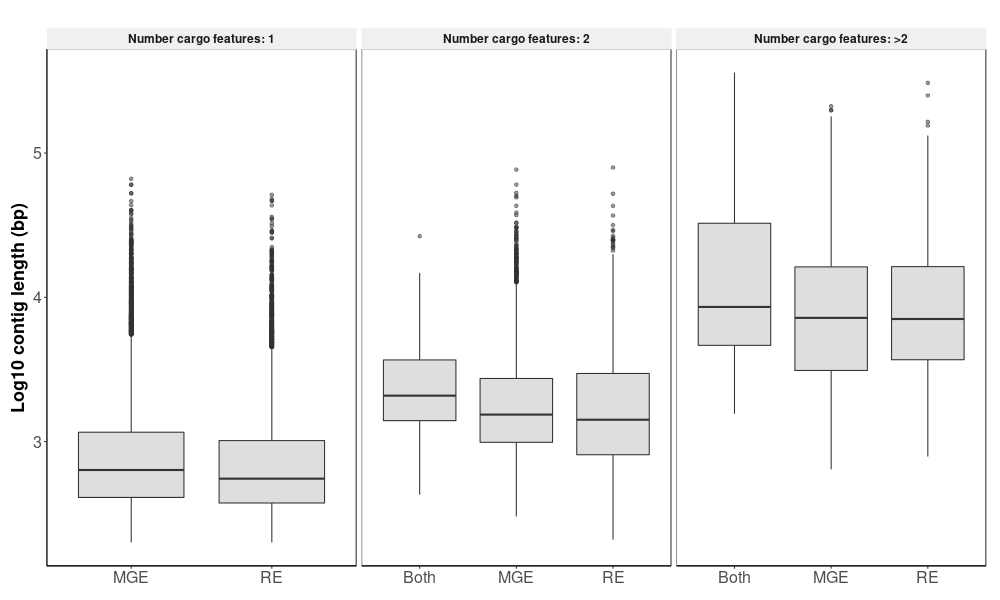 Number cargo features: 1
Number cargo features: 2
Number cargo features: >2
Log10 contig length (bp)
5
4
3
MGE
RE
Both
MGE
RE
Both
MGE
RE